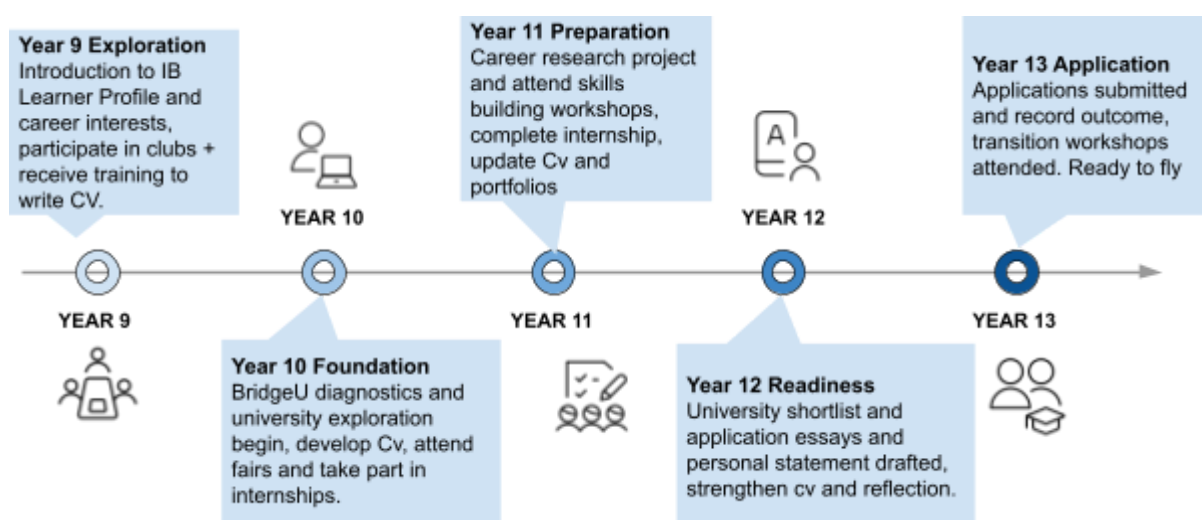 Year 9 Exploration
Introduction to IB
Learner Profile and
career interests,
participate in clubs +
receive training to
write CV.
YEAR 9
YEAR 10
Year 10 Foundation
BridgeU diagnostics and
university exploration
begin, develop Cv, attend
fairs and take part in
internships.
Year 11 Preparation
Career research project
and attend skills
building workshops,
complete internship,
update Cv and
portfolios
YEAR 11
YEAR 12
A
Year 12 Readiness
University shortlist and
application essays and
personal statement drafted,
strengthen cv and reflection.
Year 13 Application
Applications submitted
and record outcome,
transition workshops
attended. Ready to fly
YEAR 13